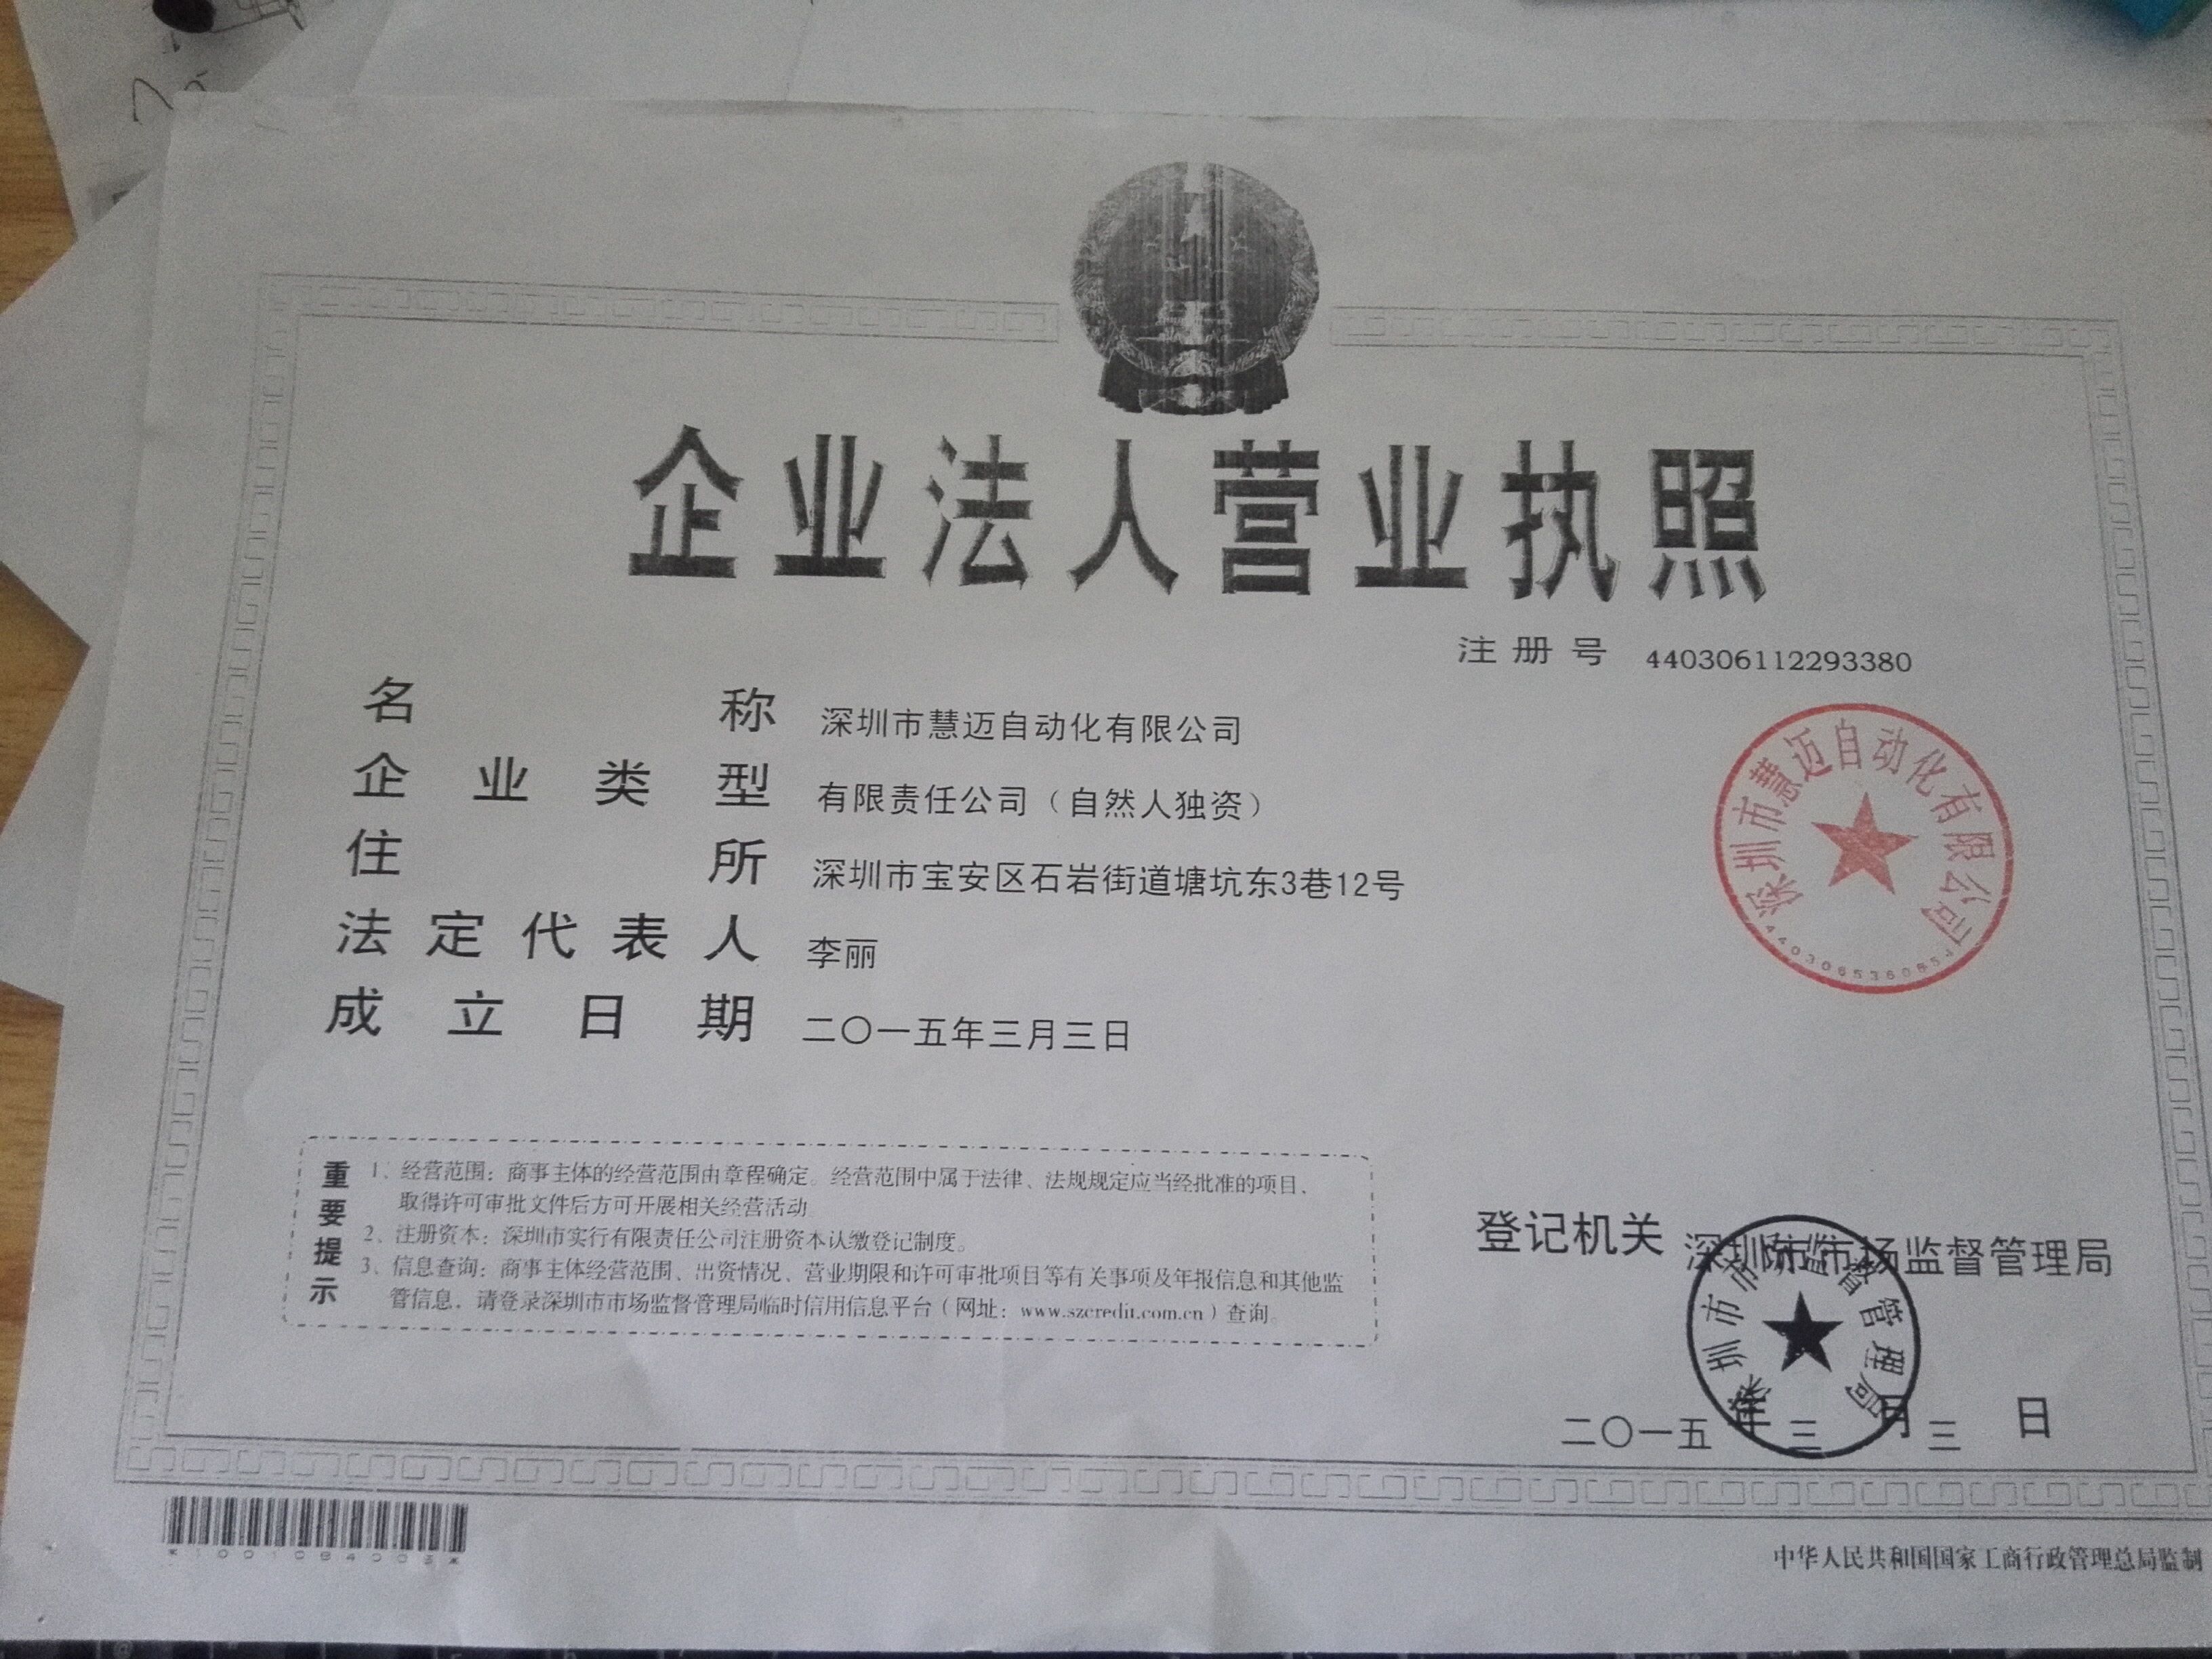 企业法人营业执照
注册号 440306112293380
名称 深圳市慧迈自动化有限公司
企业类型 有限责任公司（自然人独资）
住所 深圳市宝安区石岩街道塘坑东3巷12号
法定代表人 李丽
成立日期 二〇一五年三月三日
深圳市慧迈自动化有限公司
重要提示
1、经营范围：商事主体的经营范围由章程确定。经营范围中属于法律、法规规定应当经批准的项目，
取得许可审批文件后方可开展相关经营活动。
2、注册资本：深圳市实行有限责任公司注册资本认缴登记制度。
3、信息查询：商事主体经营范围、出资情况、营业期限和许可审批项目等有关事项及年报信息和其他监
管信息，请登录深圳市市场监督管理局临时信用信息平台（网址：www.szcredit.com.cn）查询。
登记机关 深圳市市场监督管理局
深圳市市场监督管理局
二〇一五年三月三日
中华人民共和国国家工商行政管理总局监制